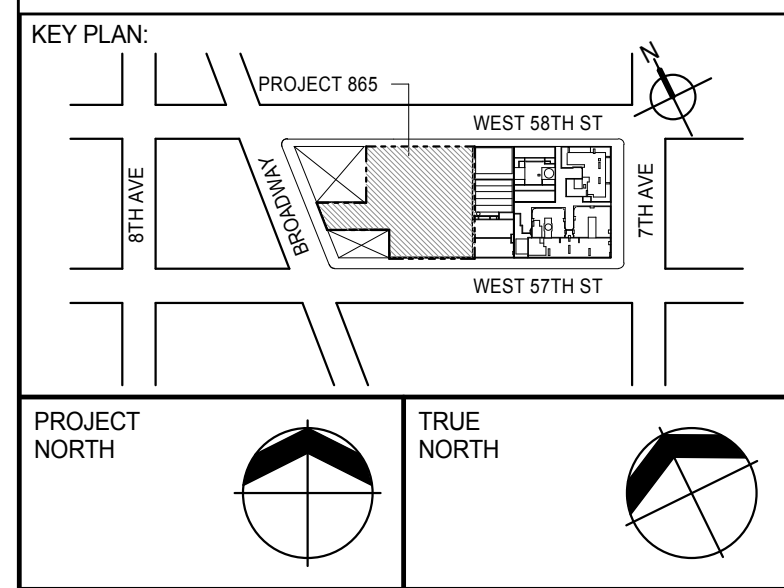 KEY PLAN:
N
PROJECT 865
WEST 58TH ST
8TH AVE
BROADWAY
7TH AVE
WEST 57TH ST
PROJECT
NORTH
TRUE
NORTH